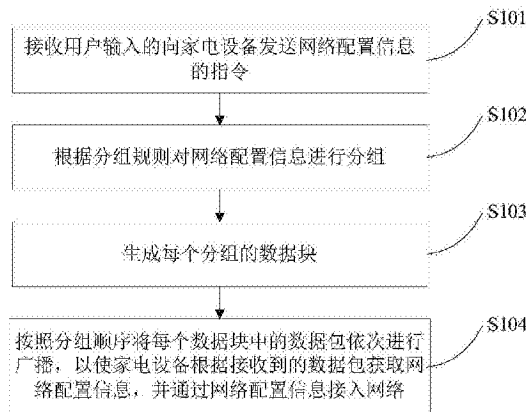 S101
接收用户输入的向家电设备发送网络配置信息
的指令
S102
根据分组规则对网络配置信息进行分组
S103
生成每个分组的数据块
S104
按照分组顺序将每个数据块中的数据包依次进行
广播，以使家电设备根据接收到的数据包获取网
络配置信息，并通过网络配置信息接入网络